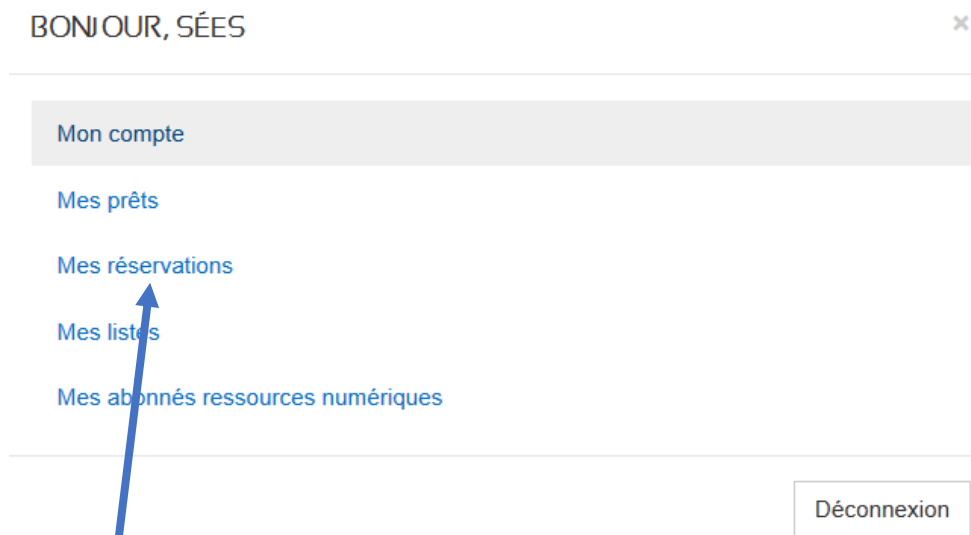 BONJOUR, SÉES
×
Mon compte
Mes prêts
Mes réservations
Mes listes
Mes abonnés ressources numériques
Déconnexion